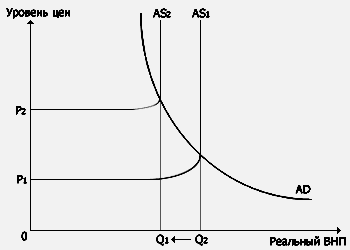 Уровень цен
AS2 AS1
P2
P1
AD
0
Q1 Q2 Реальный ВНП